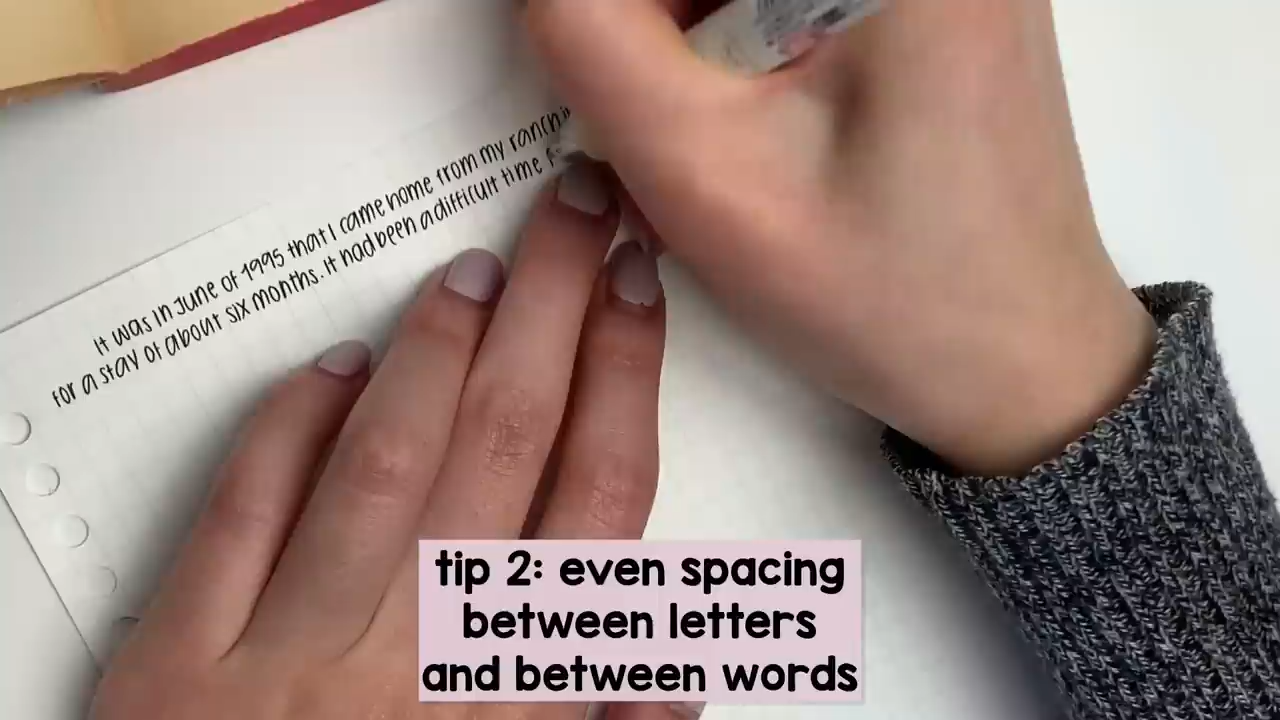 It was in June of 1995 that I came home from my ranch
for a stay of about six months. It had been a difficult time
tip 2: even spacing
between letters
and between words